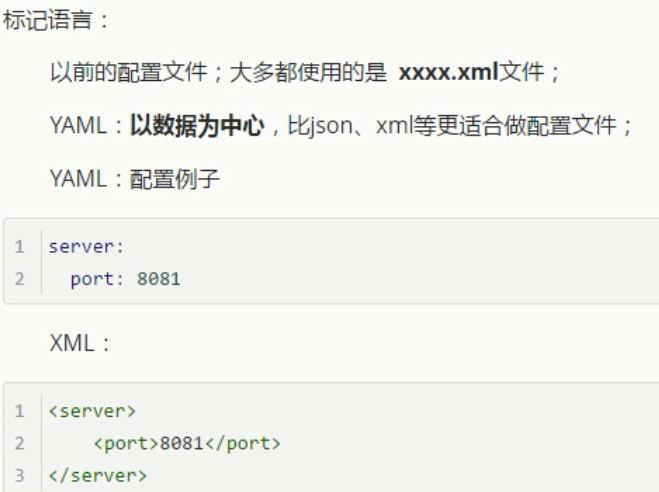 标记语言：
以前的配置文件；大多都使用的是 xxxx.xml文件；
YAML：以数据为中心，比json、xml等更适合做配置文件；
YAML：配置例子
1 server:
2   port: 8081
XML：
1 <server>
2     <port>8081</port>
3 </server>